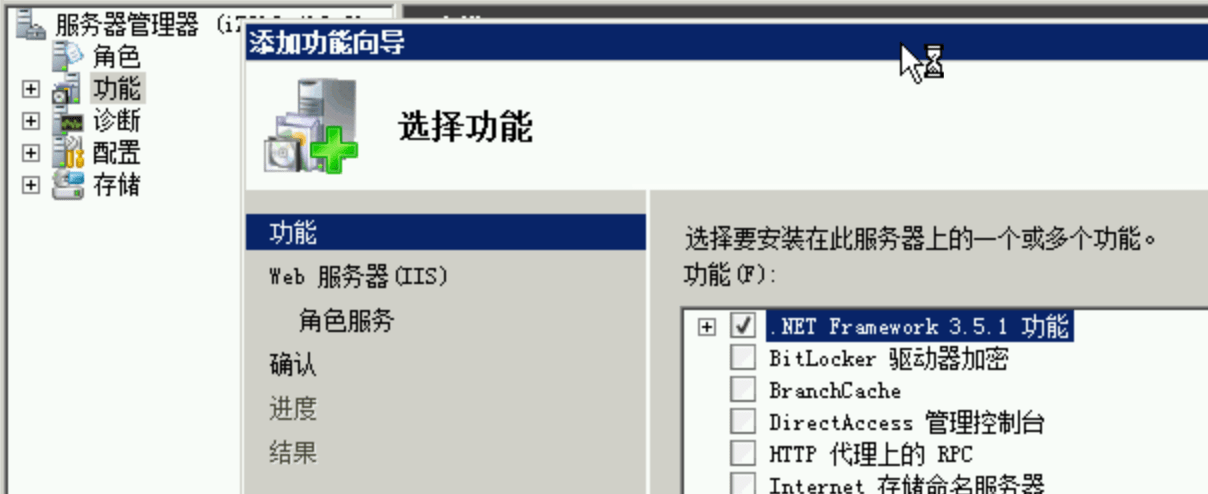 服务器管理器
角色
功能
诊断
配置
存储
添加功能向导
选择功能
功能
Web 服务器(IIS)
角色服务
确认
进度
结果
选择要安装在此服务器上的一个或多个功能。
功能(F):
.NET Framework 3.5.1 功能
BitLocker 驱动器加密
BranchCache
DirectAccess 管理控制台
HTTP 代理上的 RPC
Internet 存储命名服务器